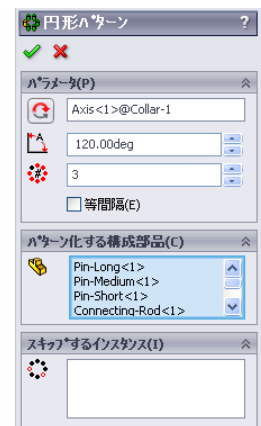 円形ﾊﾟﾀｰﾝ ?
ﾊﾟﾗﾒｰﾀ(P)
Axis<1>@Collar-1
120.00deg
3
等間隔(E)
ﾊﾟﾀｰﾝ化する構成部品(C)
Pin-Long<1>
Pin-Medium<1>
Pin-Short<1>
Connecting-Rod<1>
ｽｷｯﾌﾟするｲﾝｽﾀﾝｽ(I)